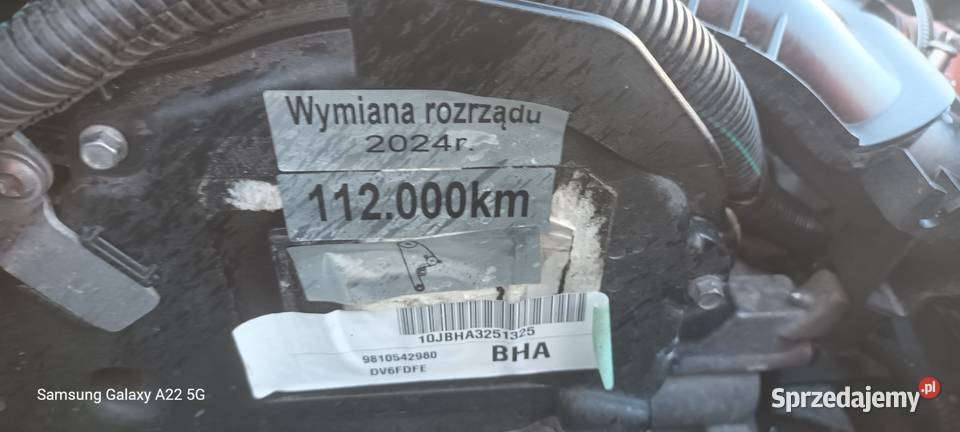 Wymiana rozrządu
2024r.
112.000km
10JBHA3251325
9810542980
BHA
DV6FDFE
Samsung Galaxy A22 5G
Sprzedajemy.pl